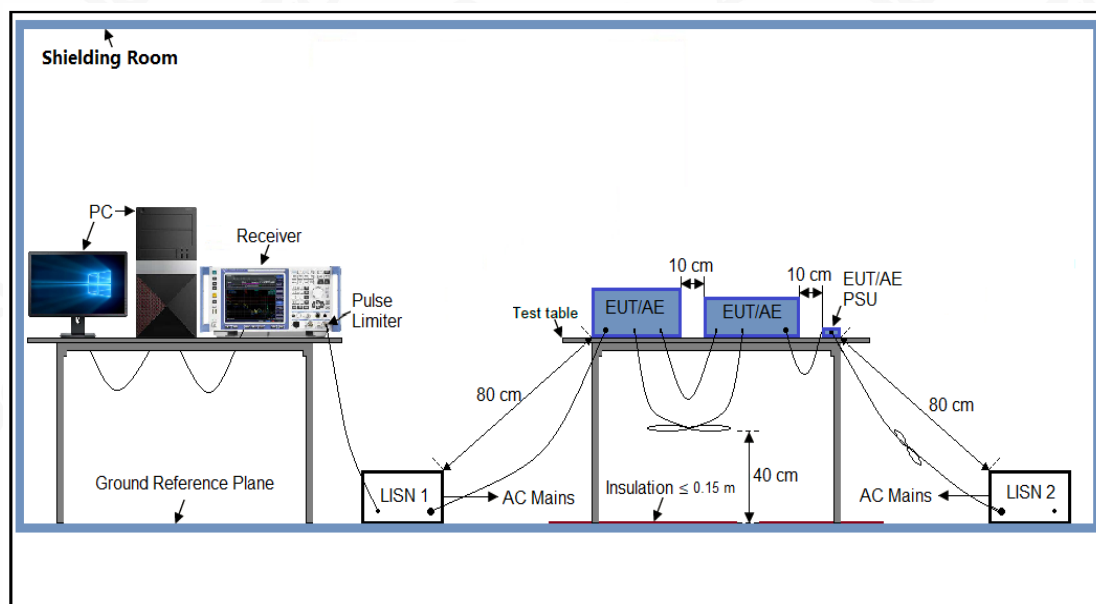 Shielding Room
PC
Receiver
Pulse
Limiter
10 cm
10 cm
EUT/AE
PSU
EUT/AE
EUT/AE
Test table
80 cm
80 cm
40 cm
Ground Reference Plane
LISN 1
AC Mains
Insulation ≤ 0.15 m
AC Mains
LISN 2